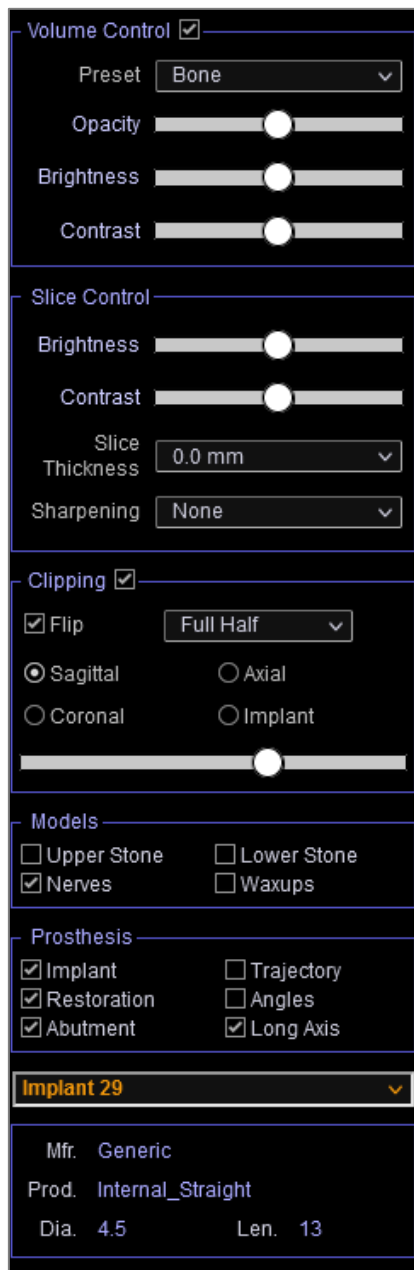 Volume Control
Preset Bone
Opacity
Brightness
Contrast
Slice Control
Brightness
Contrast
Slice
Thickness 0.0 mm
Sharpening None
Clipping
Flip Full Half
Sagittal Axial
Coronal Implant
Models
Upper Stone Lower Stone
Nerves Waxups
Prosthesis
Implant Trajectory
Restoration Angles
Abutment Long Axis
Implant 29
Mfr. Generic
Prod. Internal_Straight
Dia. 4.5 Len. 13